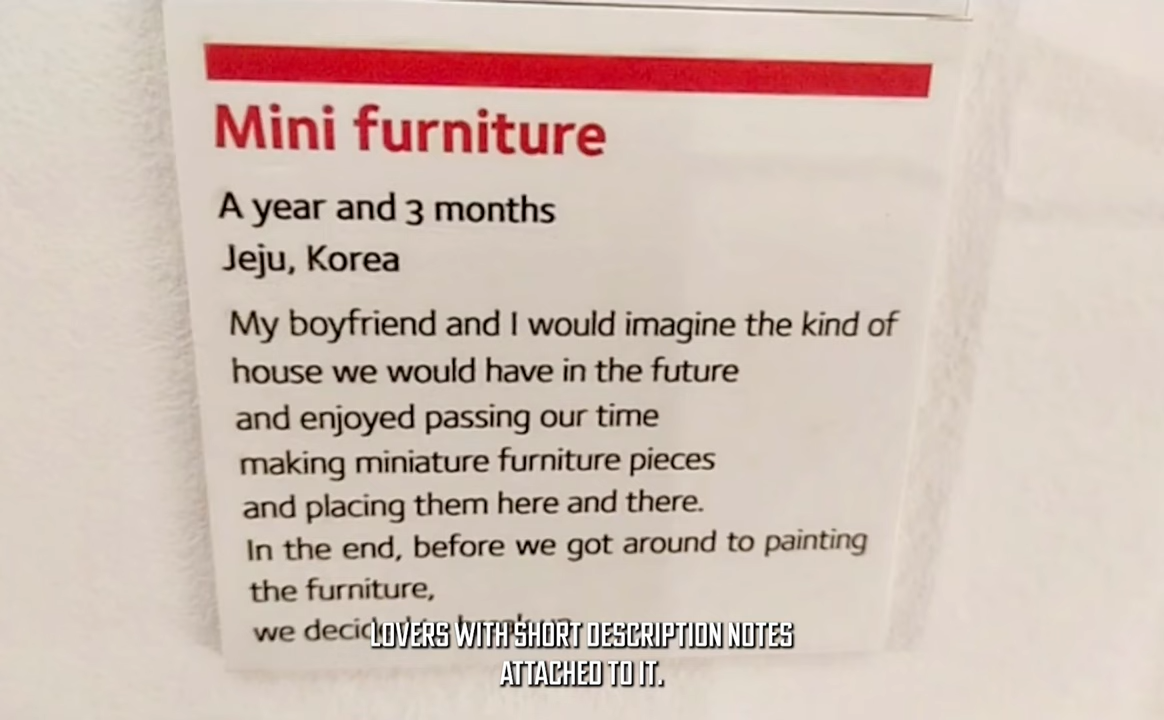 Mini furniture
A year and 3 months
Jeju, Korea
My boyfriend and I would imagine the kind of
house we would have in the future
and enjoyed passing our time
making miniature furniture pieces
and placing them here and there.
In the end, before we got around to painting
the furniture,
we
LOVERS WITH SHORT DESCRIPTION NOTES
ATTACHED TO IT.